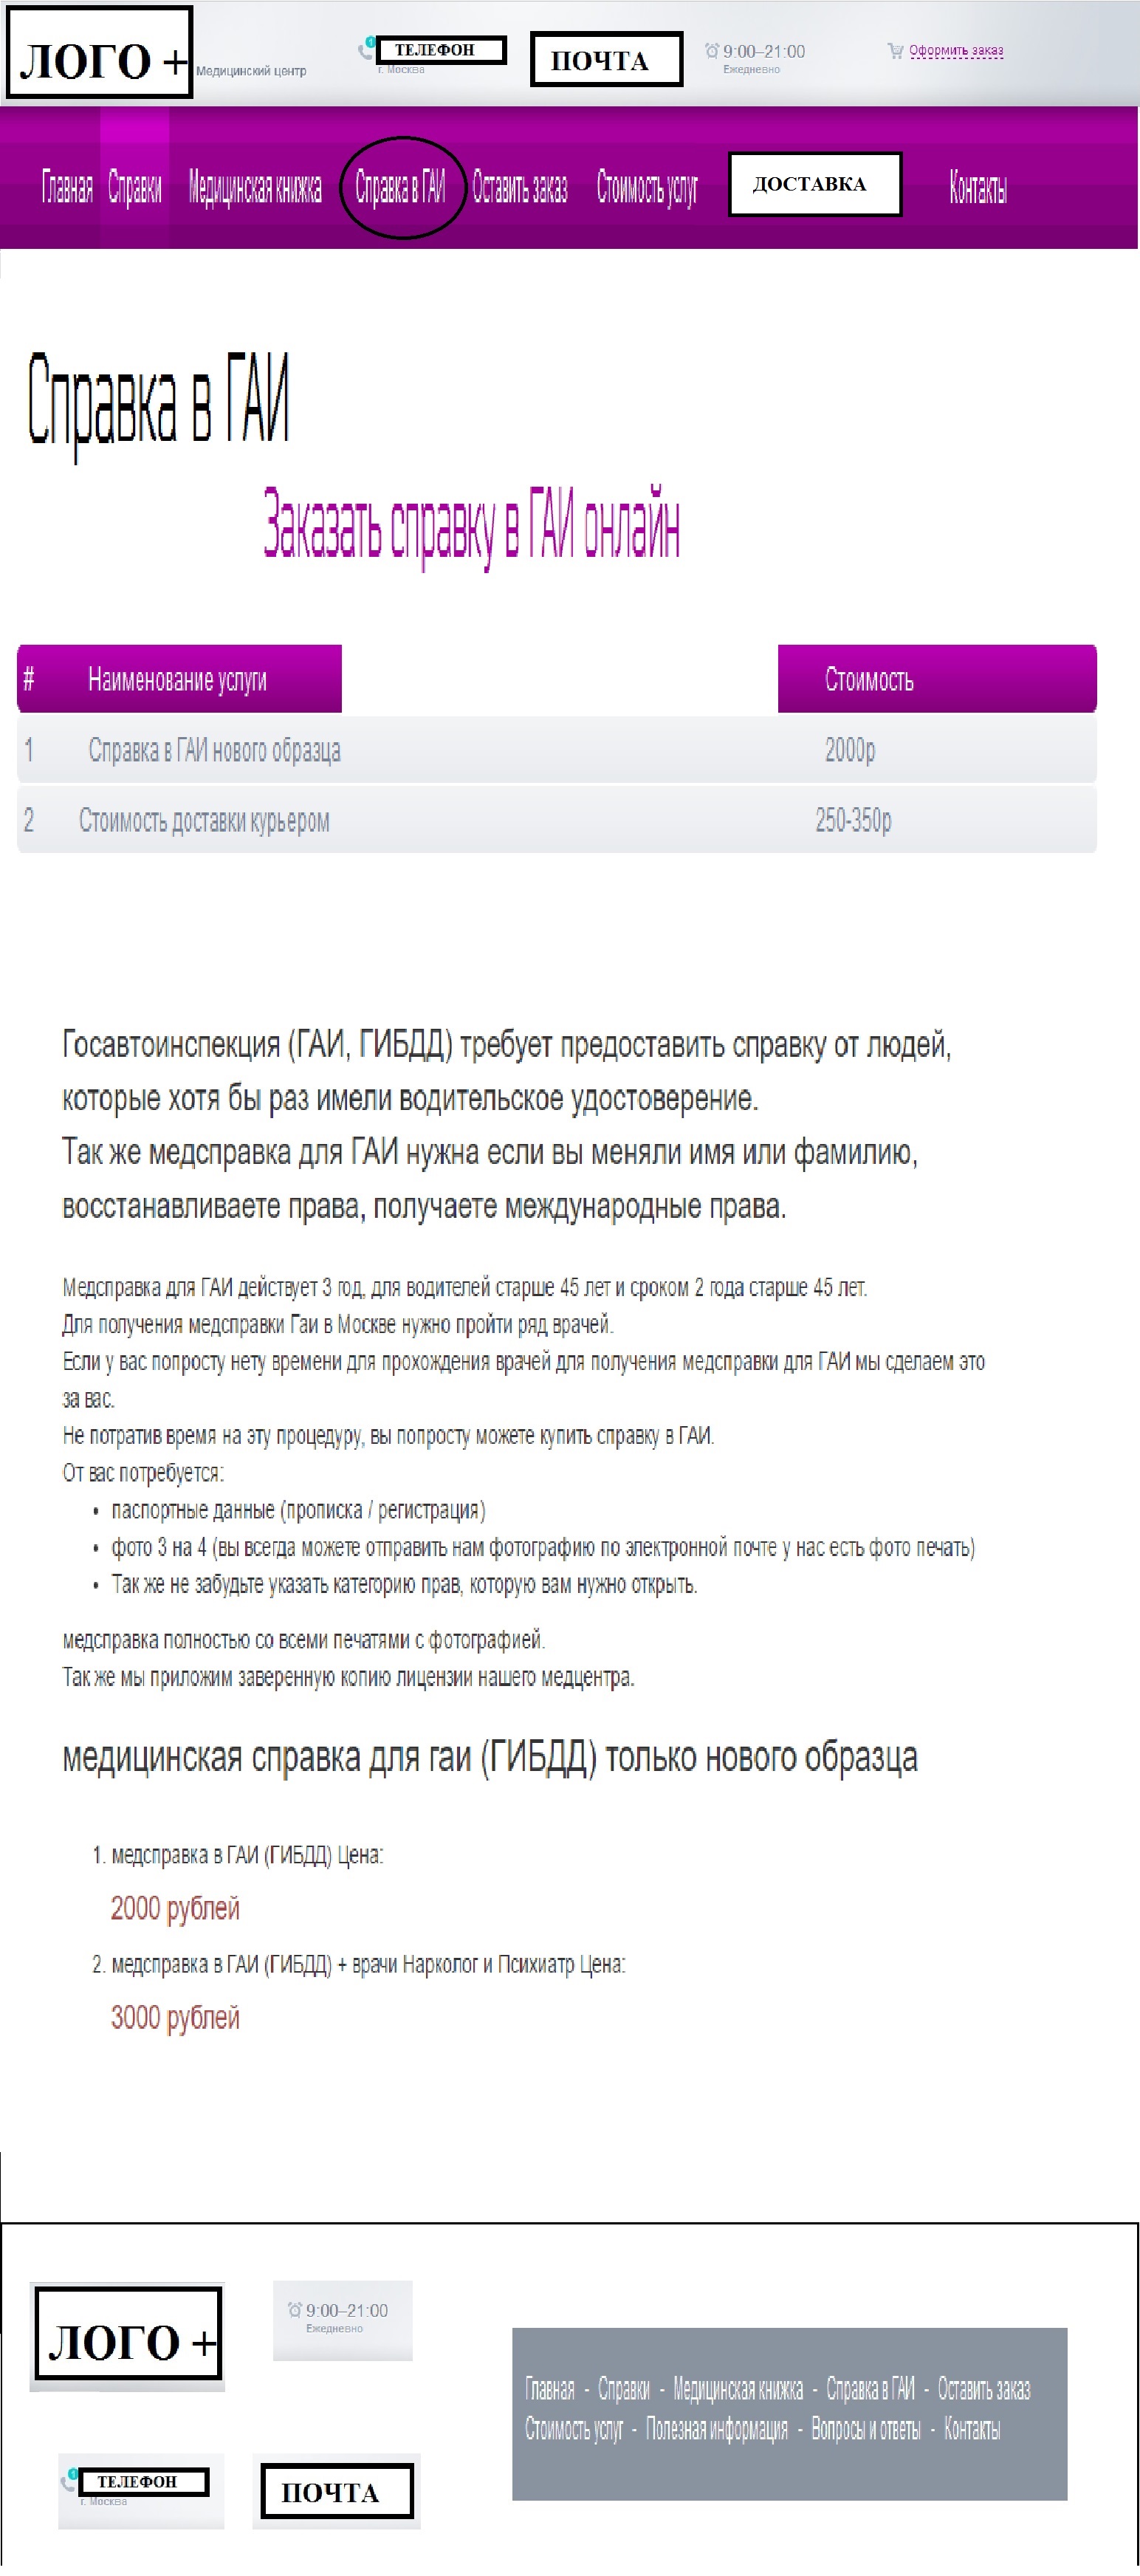 ЛОГО +
Медицинский центр
1
ТЕЛЕФОН
г. Москва
ПОЧТА
9:00–21:00
Ежедневно
Оформить заказ
Главная Справки Медицинская книжка Справка в ГАИ Оставить заказ Стоимость услуг ДОСТАВКА Контакты
Справка в ГАИ
Заказать справку в ГАИ онлайн
# Наименование услуги Стоимость
1 Справка в ГАИ нового образца 2000р
2 Стоимость доставки курьером 250-350р
Госавтоинспекция (ГАИ, ГИБДД) требует предоставить справку от людей,
которые хотя бы раз имели водительское удостоверение.
Так же медсправка для ГАИ нужна если вы меняли имя или фамилию,
восстанавливаете права, получаете международные права.
Медсправка для ГАИ действует 3 год, для водителей старше 45 лет и сроком 2 года старше 45 лет.
Для получения медсправки Гаи в Москве нужно пройти ряд врачей.
Если у вас попросту нету времени для прохождения врачей для получения медсправки для ГАИ мы сделаем это
за вас.
Не потратив время на эту процедуру, вы попросту можете купить справку в ГАИ.
От вас потребуется:
• паспортные данные (прописка / регистрация)
• фото 3 на 4 (вы всегда можете отправить нам фотографию по электронной почте у нас есть фото печать)
• Так же не забудьте указать категорию прав, которую вам нужно открыть.
медсправка полностью со всеми печатями с фотографией.
Так же мы приложим заверенную копию лицензии нашего медцентра.
медицинская справка для гаи (ГИБДД) только нового образца
1. медсправка в ГАИ (ГИБДД) Цена:
2000 рублей
2. медсправка в ГАИ (ГИБДД) + врачи Нарколог и Психиатр Цена:
3000 рублей
ЛОГО +
9:00–21:00
Ежедневно
Главная - Справки - Медицинская книжка - Справка в ГАИ - Оставить заказ
Стоимость услуг - Полезная информация - Вопросы и ответы - Контакты
1
ТЕЛЕФОН
г. Москва
ПОЧТА